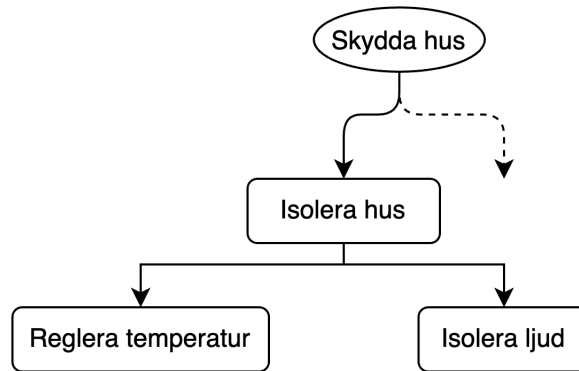 Skydda hus
Isolera hus
Reglera temperatur
Isolera ljud